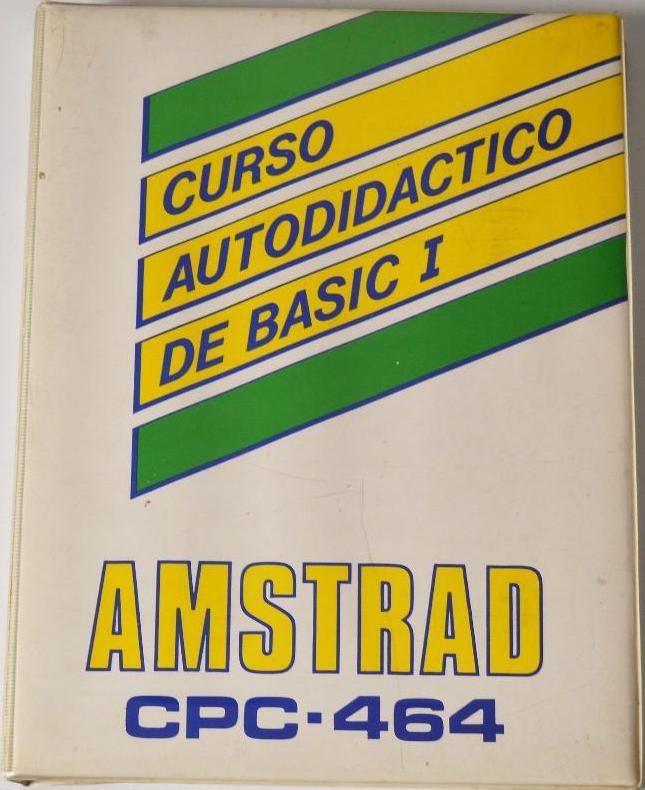 CURSO
AUTODIDACTICO
DE BASIC I
AMSTRAD
CPC·464